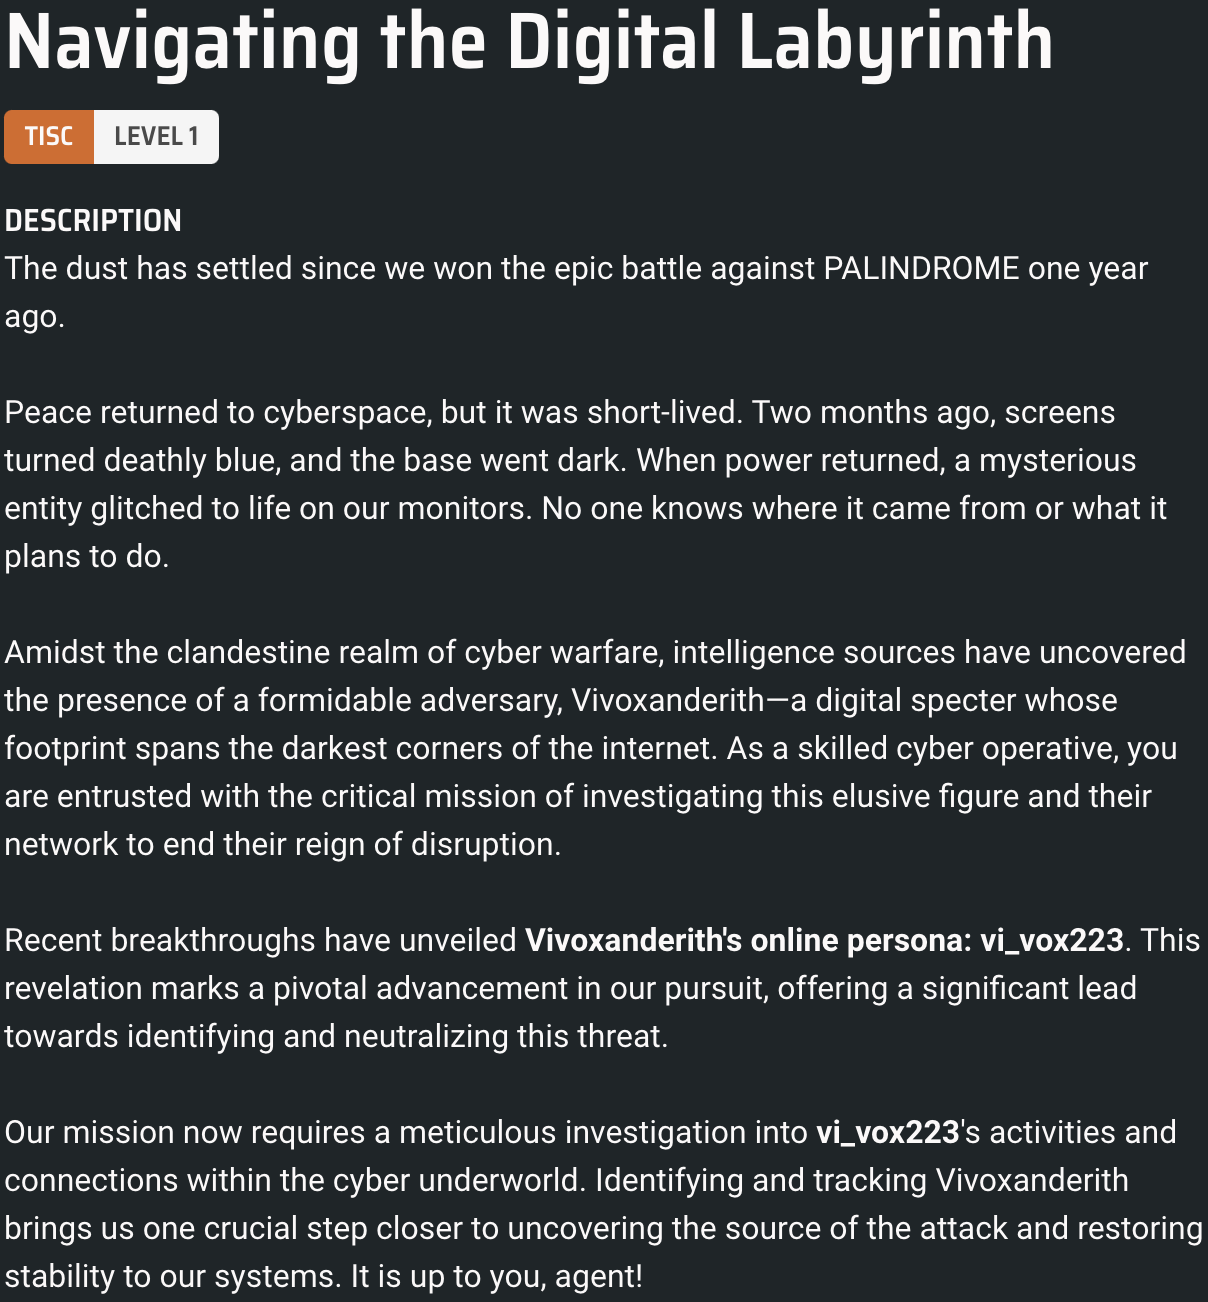 Navigating the Digital Labyrinth
TISC LEVEL 1
DESCRIPTION
The dust has settled since we won the epic battle against PALINDROME one year
ago.
Peace returned to cyberspace, but it was short-lived. Two months ago, screens
turned deathly blue, and the base went dark. When power returned, a mysterious
entity glitched to life on our monitors. No one knows where it came from or what it
plans to do.
Amidst the clandestine realm of cyber warfare, intelligence sources have uncovered
the presence of a formidable adversary, Vivoxanderith—a digital specter whose
footprint spans the darkest corners of the internet. As a skilled cyber operative, you
are entrusted with the critical mission of investigating this elusive figure and their
network to end their reign of disruption.
Recent breakthroughs have unveiled Vivoxanderith's online persona: vi_vox223. This
revelation marks a pivotal advancement in our pursuit, offering a significant lead
towards identifying and neutralizing this threat.
Our mission now requires a meticulous investigation into vi_vox223's activities and
connections within the cyber underworld. Identifying and tracking Vivoxanderith
brings us one crucial step closer to uncovering the source of the attack and restoring
stability to our systems. It is up to you, agent!